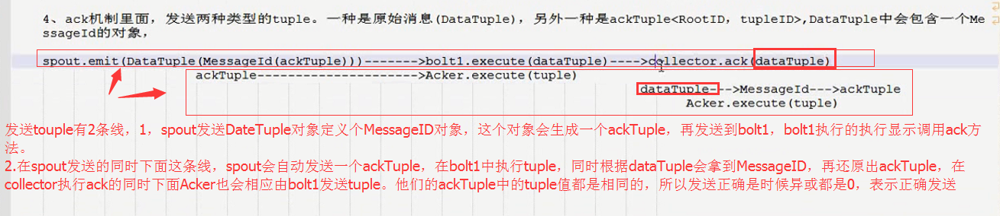 4、ack机制里面，发送两种类型的tuple。一种是原始消息(DataTuple)，另外一种是ackTuple<RootID，tupleID>,DataTuple中会包含一个Me
ssageId的对象，
spout.emit(DataTuple(MessageId(ackTuple)))------->bolt1.execute(dataTuple)---->collector.ack(dataTuple)
ackTuple--------------------->Acker.execute(tuple)
dataTuple--->MessageId--->ackTuple
Acker.execute(tuple)
发送touple有2条线，1，spout发送DateTuple对象定义个MessageID对象，这个对象会生成一个ackTuple，再发送到bolt1，bolt1执行的执行显示调用ack方
法。
2.在spout发送的同时下面这条线，spout会自动发送一个ackTuple，在bolt1中执行tuple，同时根据dataTuple会拿到MessageID，再还原出ackTuple，在
collector执行ack的同时下面Acker也会相应由bolt1发送tuple。他们的ackTuple中的tuple值都是相同的，所以发送正确是时候异或都是0，表示正确发送